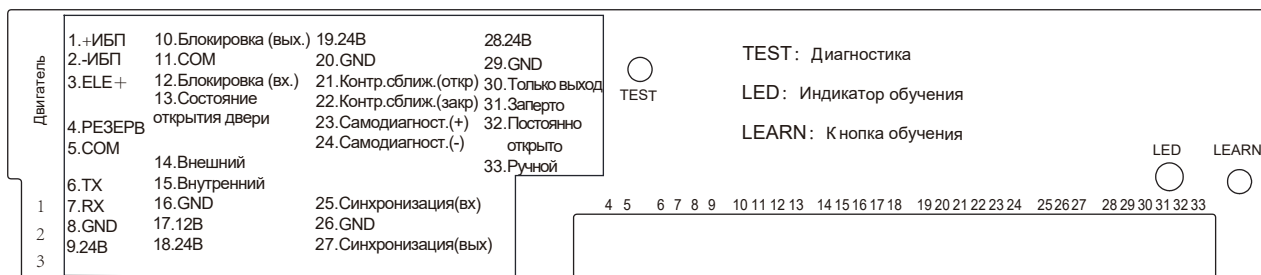 Двигатель
1
2
3
1.+ИБП
2.-ИБП
3.ELE+
4.РЕЗЕРВ
5.COM
6.TX
7.RX
8.GND
9.24В
10.Блокировка (вых.)
11.COM
12.Блокировка (вх.)
13.Состояние
открытия двери
14.Внешний
15.Внутренний
16.GND
17.12В
18.24В
19.24В
20.GND
21.Контр.сближ.(откр)
22.Контр.сближ.(закр)
23.Самодиагност.(+)
24.Самодиагност.(-)
25.Синхронизация(вх)
26.GND
27.Синхронизация(вых)
28.24В
29.GND
30.Только выход
31.Заперто
32.Постоянно
открыто
33.Ручной
TEST
TEST: Диагностика
LED: Индикатор обучения
LEARN: Кнопка обучения
LED LEARN
4 5 6 7 8 9 10 11 12 13 14 15 16 17 18 19 20 21 22 23 24 25 26 27 28 29 30 31 32 33